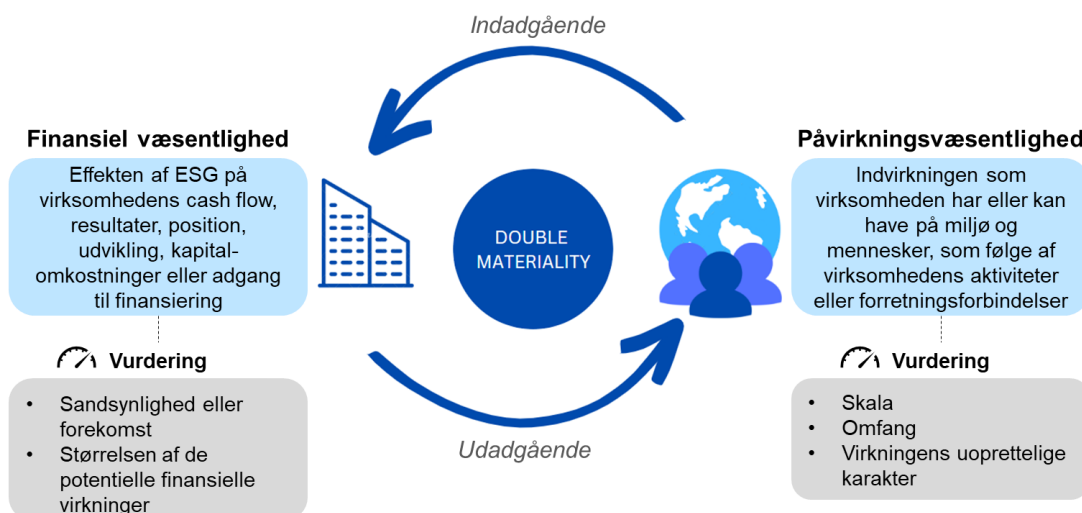 Indadgående
Finansiel væsentlighed
Effekten af ESG på
virksomhedens cash flow,
resultater, position,
udvikling, kapital-
omkostninger eller adgang
til finansiering
Vurdering
• Sandsynlighed eller
forekomst
• Størrelsen af de
potentielle finansielle
virkninger
DOUBLE
MATERIALITY
Påvirkningsvæsentlighed
Indvirkningen som
virksomheden har eller kan
have på miljø og
mennesker, som følge af
virksomhedens aktiviteter
eller forretningsforbindelser
Vurdering
• Skala
• Omfang
• Virkningens uoprettelige
karakter
Udadgående